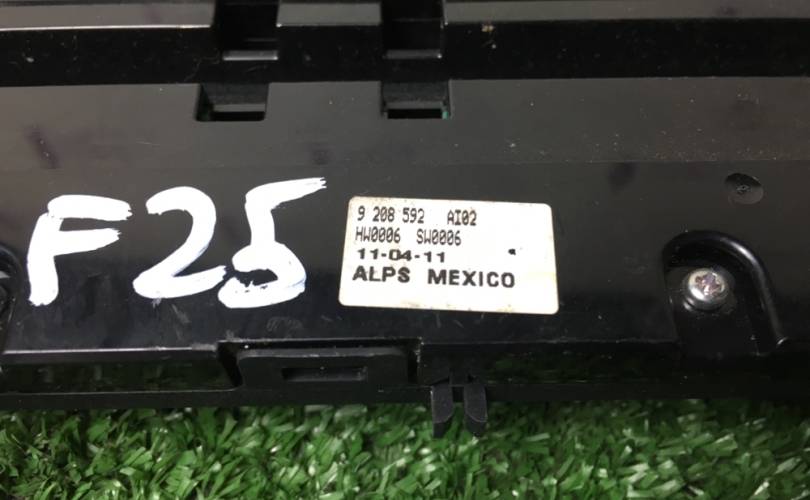 F25
9 208 592 AI02
HW0006 SW0006
11-04-11
ALPS MEXICO